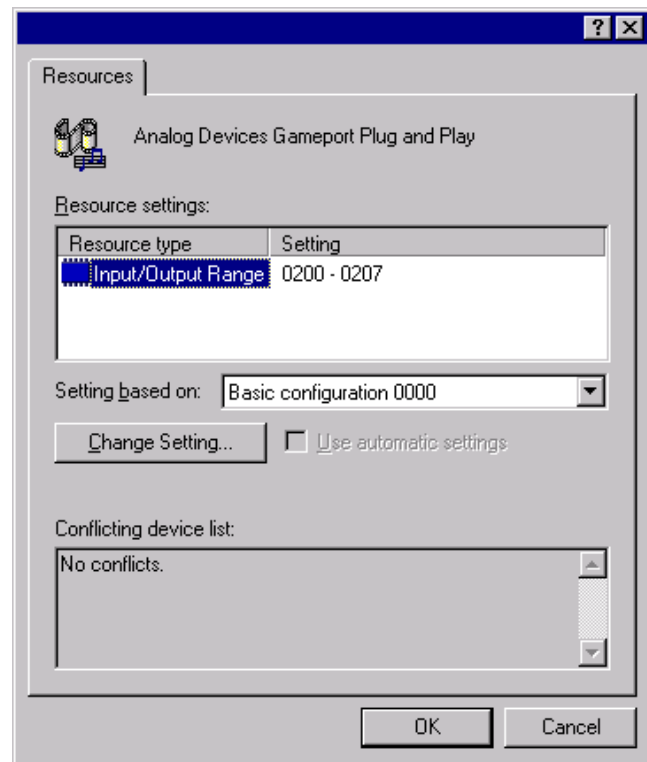 Resources
Analog Devices Gameport Plug and Play
Resource settings:
Resource type Setting
Input/Output Range 0200 - 0207
Setting based on: Basic configuration 0000
Change Setting... Use automatic settings
Conflicting device list:
No conflicts.
OK Cancel